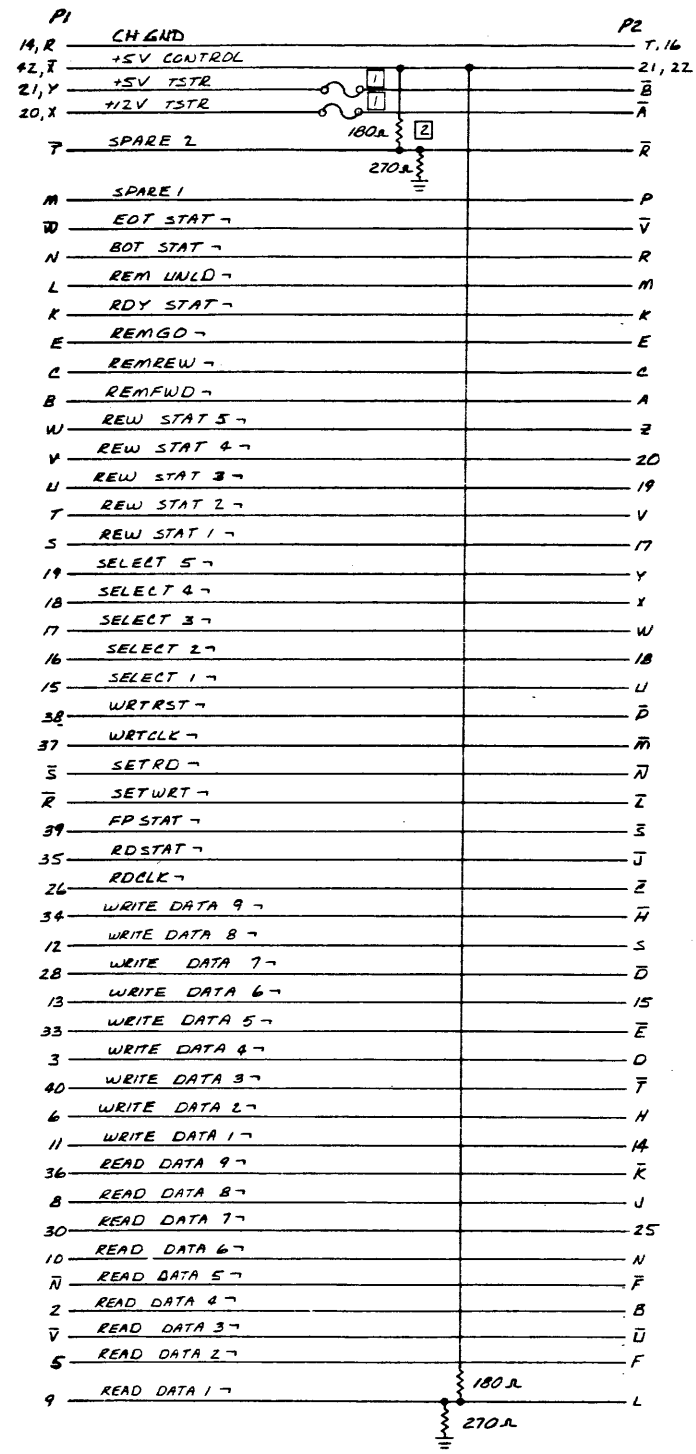 P1 P2
14, R CH GND T, 16
42, X̅ +5V CONTROL 21, 22
21, Y +5V TSTR 1 B̅
20, X +12V TSTR 1 A̅
180Ω 2
T̅ SPARE 2 R̅
270Ω
M SPARE 1 P
W̅ EOT STAT ¬ V̅
N BOT STAT ¬ R
L REM UNLD ¬ M
K RDY STAT ¬ K
E REMGO ¬ E
C REMREW ¬ C
B REMFWD ¬ A
W REW STAT 5 ¬ Z
V REW STAT 4 ¬ 20
U REW STAT 3 ¬ 19
T REW STAT 2 ¬ V
S REW STAT 1 ¬ 17
19 SELECT 5 ¬ Y
18 SELECT 4 ¬ X
17 SELECT 3 ¬ W
16 SELECT 2 ¬ 18
15 SELECT 1 ¬ U
38 WRTRST ¬ P̅
37 WRTCLK ¬ M̅
S̅ SETRD ¬ N̅
R̅ SETWRT ¬ L̅
39 FP STAT ¬ S̅
35 RDSTAT ¬ J̅
26 RDCLK ¬ Z̅
34 WRITE DATA 9 ¬ H̅
12 WRITE DATA 8 ¬ S
28 WRITE DATA 7 ¬ D̅
13 WRITE DATA 6 ¬ 15
33 WRITE DATA 5 ¬ E̅
3 WRITE DATA 4 ¬ D
40 WRITE DATA 3 ¬ T̅
6 WRITE DATA 2 ¬ H
11 WRITE DATA 1 ¬ 14
36 READ DATA 9 ¬ K̅
8 READ DATA 8 ¬ J
30 READ DATA 7 ¬ 25
10 READ DATA 6 ¬ N
N̅ READ DATA 5 ¬ F̅
2 READ DATA 4 ¬ B
V̅ READ DATA 3 ¬ U̅
5 READ DATA 2 ¬ F
180Ω
9 READ DATA 1 ¬ L
270Ω